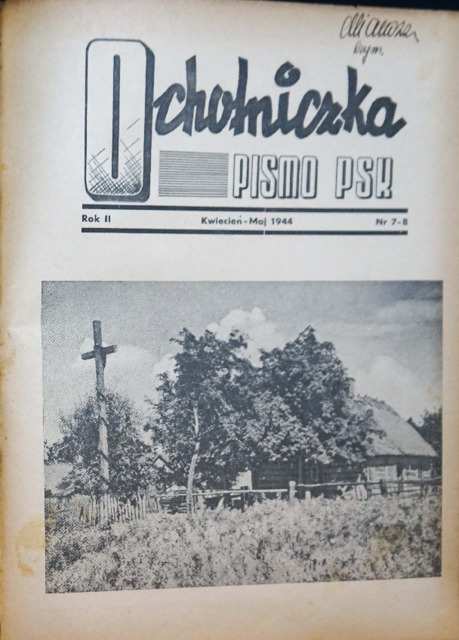 Ochotniczka
PISMO PSK
Rok II Kwiecień - Maj 1944 Nr 7-8